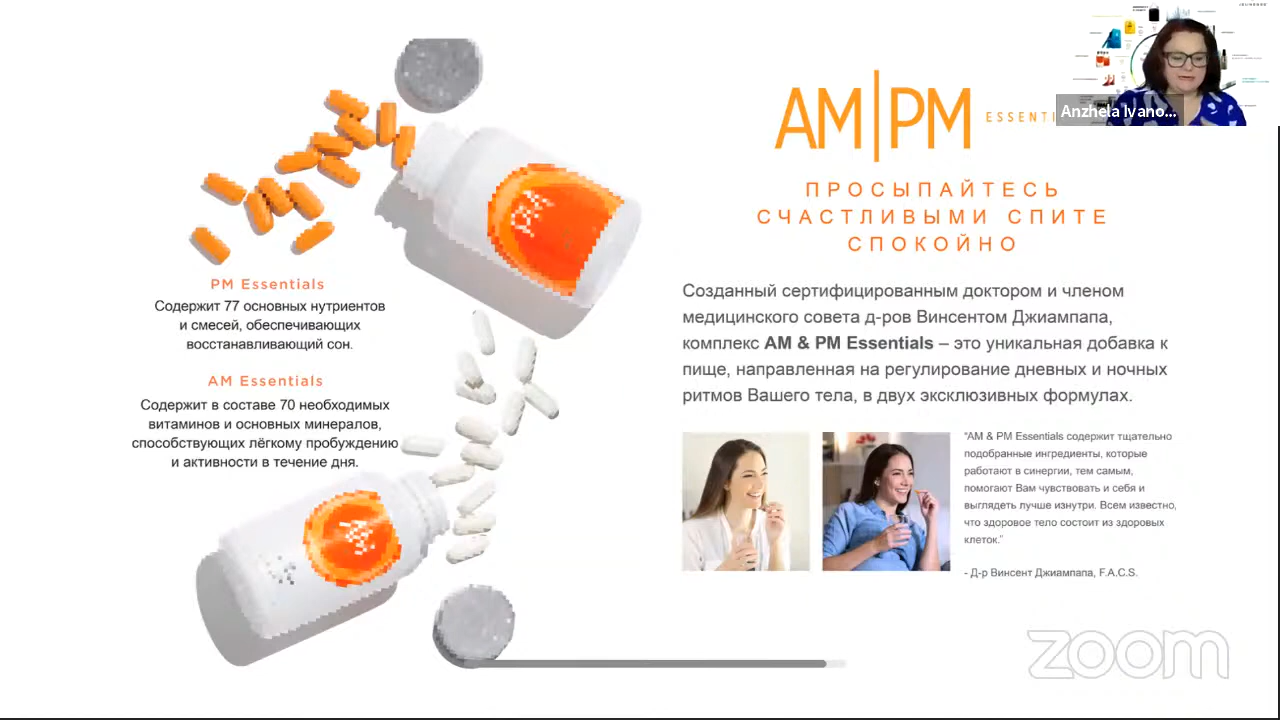 AM|PM ESSENTI
Anzhela Ivano...
ПРОСЫПАЙТЕСЬ
СЧАСТЛИВЫМИ СПИТЕ
СПОКОЙНО
PM
PM Essentials
Содержит 77 основных нутриентов
и смесей, обеспечивающих
восстанавливающий сон.
AM Essentials
Содержит в составе 70 необходимых
витаминов и основных минералов,
способствующих лёгкому пробуждению
и активности в течение дня.
Созданный сертифицированным доктором и членом
медицинского совета д-ров Винсентом Джиампапа,
комплекс AM & PM Essentials – это уникальная добавка к
пище, направленная на регулирование дневных и ночных
ритмов Вашего тела, в двух эксклюзивных формулах.
"AM & PM Essentials содержит тщательно
подобранные ингредиенты, которые
работают в синергии, тем самым,
помогают Вам чувствовать и себя и
выглядеть лучше изнутри. Всем известно,
что здоровое тело состоит из здоровых
клеток."
- Д-р Винсент Джиампапа, F.A.C.S.
zoom